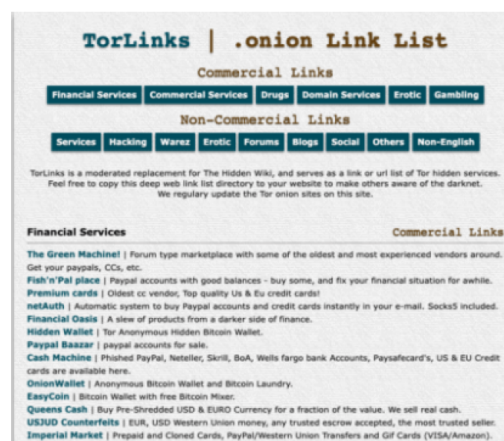 TorLinks | .onion Link List
Commercial Links
Financial Services Commercial Services Drugs Domain Services Erotic Gambling
Non-Commercial Links
Services Hacking Warez Erotic Forums Blogs Social Others Non-English
TorLinks is a moderated replacement for The Hidden Wiki, and serves as a link or url list of Tor hidden services.
Feel free to copy this deep web link list directory to your website to make others aware of the darknet.
We regulary update the Tor onion sites on this site.
Financial Services Commercial Links
The Green Machine! | Forum type marketplace with some of the oldest and most experienced vendors around.
Get your paypals, CCs, etc.
Fish'n'Pal place | Paypal accounts with good balances - buy some, and fix your financial situation for awhile.
Premium cards | Oldest cc vendor, Top quality Us & Eu credit cards!
netAuth | Automatic system to buy Paypal accounts and credit cards instantly in your e-mail. Socks5 included.
Financial Oasis | A slew of products from a darker side of finance.
Hidden Wallet | Tor Anonymous Hidden Bitcoin Wallet.
Paypal Baazar | paypal accounts for sale.
Cash Machine | Phished PayPal, Neteller, Skrill, BoA, Wells fargo bank Accounts, Paysafecard's, US & EU Credit
cards are available here.
OnionWallet | Anonymous Bitcoin Wallet and Bitcoin Laundry.
EasyCoin | Bitcoin Wallet with free Bitcoin Mixer.
Queens Cash | Buy Pre-Shredded USD & EURO Currency for a fraction of the value. We sell real cash.
USJUD Counterfeits | EUR, USD Western Union money, any trusted escrow accepted, the most trusted seller.
Imperial Market | Prepaid and Cloned Cards, PayPal/Western Union Transfers and Gif Cards (VISA/Amazon).